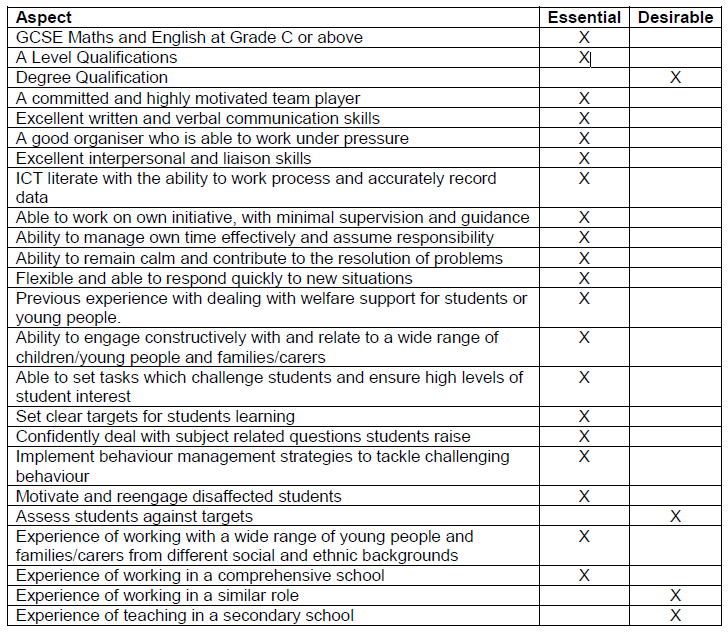 Aspect Essential Desirable
GCSE Maths and English at Grade C or above X
A Level Qualifications X
Degree Qualification X
A committed and highly motivated team player X
Excellent written and verbal communication skills X
A good organiser who is able to work under pressure X
Excellent interpersonal and liaison skills X
ICT literate with the ability to work process and accurately record X
data
Able to work on own initiative, with minimal supervision and guidance X
Ability to manage own time effectively and assume responsibility X
Ability to remain calm and contribute to the resolution of problems X
Flexible and able to respond quickly to new situations X
Previous experience with dealing with welfare support for students or X
young people.
Ability to engage constructively with and relate to a wide range of X
children/young people and families/carers
Able to set tasks which challenge students and ensure high levels of X
student interest
Set clear targets for students learning X
Confidently deal with subject related questions students raise X
Implement behaviour management strategies to tackle challenging X
behaviour
Motivate and reengage disaffected students X
Assess students against targets X
Experience of working with a wide range of young people and X
families/carers from different social and ethnic backgrounds
Experience of working in a comprehensive school X
Experience of working in a similar role X
Experience of teaching in a secondary school X